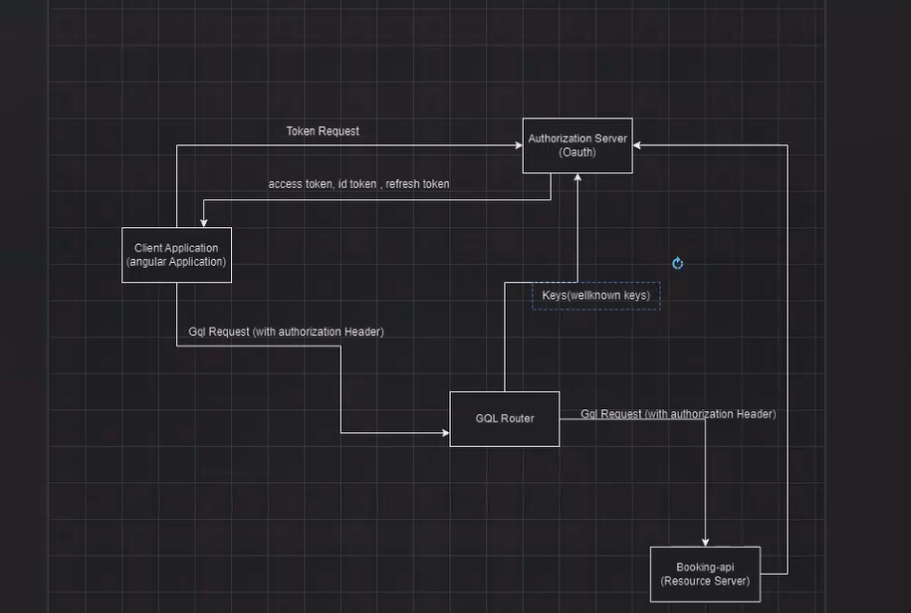 Token Request
Authorization Server
(Oauth)
access token, id token , refresh token
Client Application
(angular Application)
Keys(wellknown keys)
Gql Request (with authorization Header)
GQL Router
Gql Request (with authorization Header)
Booking-api
(Resource Server)